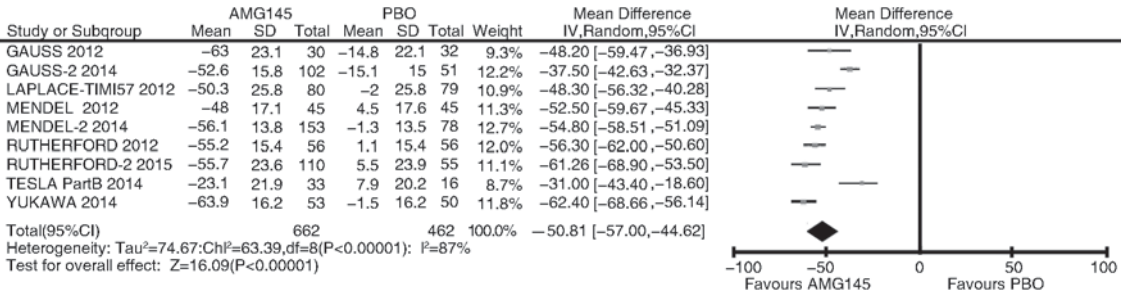 AMG145 PBO Mean Difference Mean Difference
Study or Subgroup Mean SD Total Mean SD Total Weight IV,Random,95%CI IV,Random,95%CI
GAUSS 2012 −63 23.1 30 −14.8 22.1 32 9.3% −48.20 [−59.47,−36.93]
GAUSS-2 2014 −52.6 15.8 102 −15.1 15 51 12.2% −37.50 [−42.63,−32.37]
LAPLACE-TIMI57 2012 −50.3 25.8 80 −2 25.8 79 10.9% −48.30 [−56.32,−40.28]
MENDEL 2012 −48 17.1 45 4.5 17.6 45 11.3% −52.50 [−59.67,−45.33]
MENDEL-2 2014 −56.1 13.8 153 −1.3 13.5 78 12.7% −54.80 [−58.51,−51.09]
RUTHERFORD 2012 −55.2 15.4 56 1.1 15.4 56 12.0% −56.30 [−62.00,−50.60]
RUTHERFORD-2 2015 −55.7 23.6 110 5.5 23.9 55 11.1% −61.26 [−68.90,−53.50]
TESLA PartB 2014 −23.1 21.9 33 7.9 20.2 16 8.7% −31.00 [−43.40,−18.60]
YUKAWA 2014 −63.9 16.2 53 −1.5 16.2 50 11.8% −62.40 [−68.66,−56.14]
Total(95%CI) 662 462 100.0% −50.81 [−57.00,−44.62]
Heterogeneity: Tau²=74.67:Chl²=63.39,df=8(P<0.00001): I²=87%
Test for overall effect: Z=16.09(P<0.00001)
−100 −50 0 50 100
Favours AMG145 Favours PBO